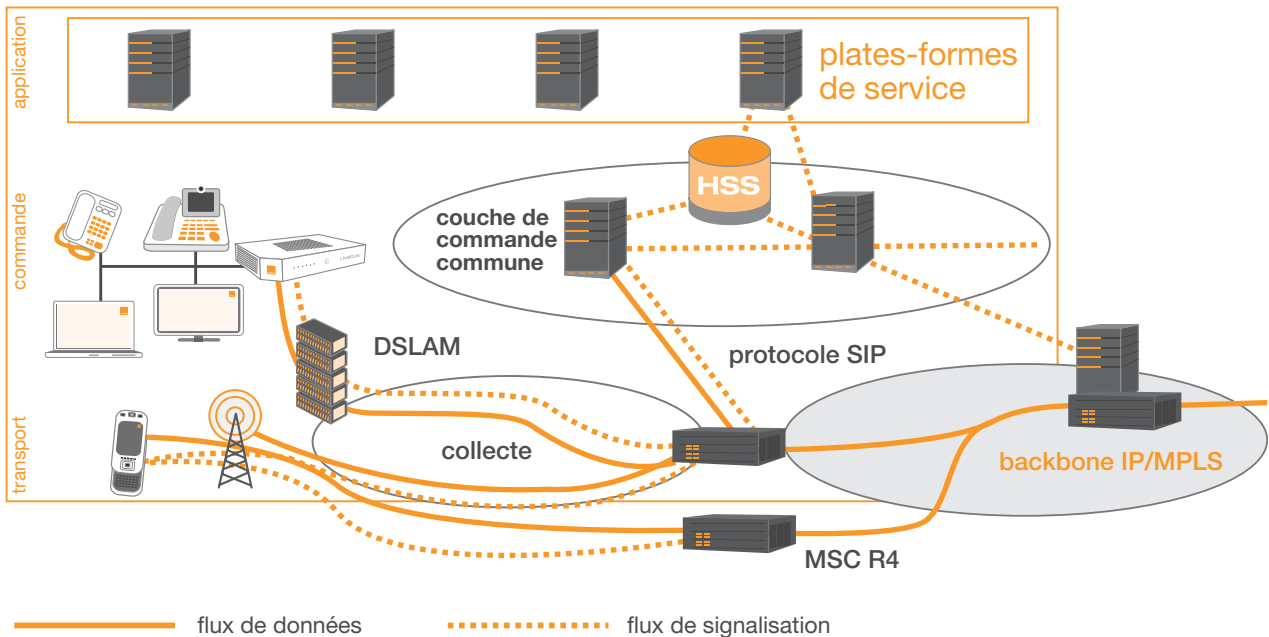 application
plates-formes
de service
commande
HSS
couche de
commande
commune
Livebox
DSLAM
protocole SIP
transport
collecte
backbone IP/MPLS
MSC R4
flux de données
flux de signalisation